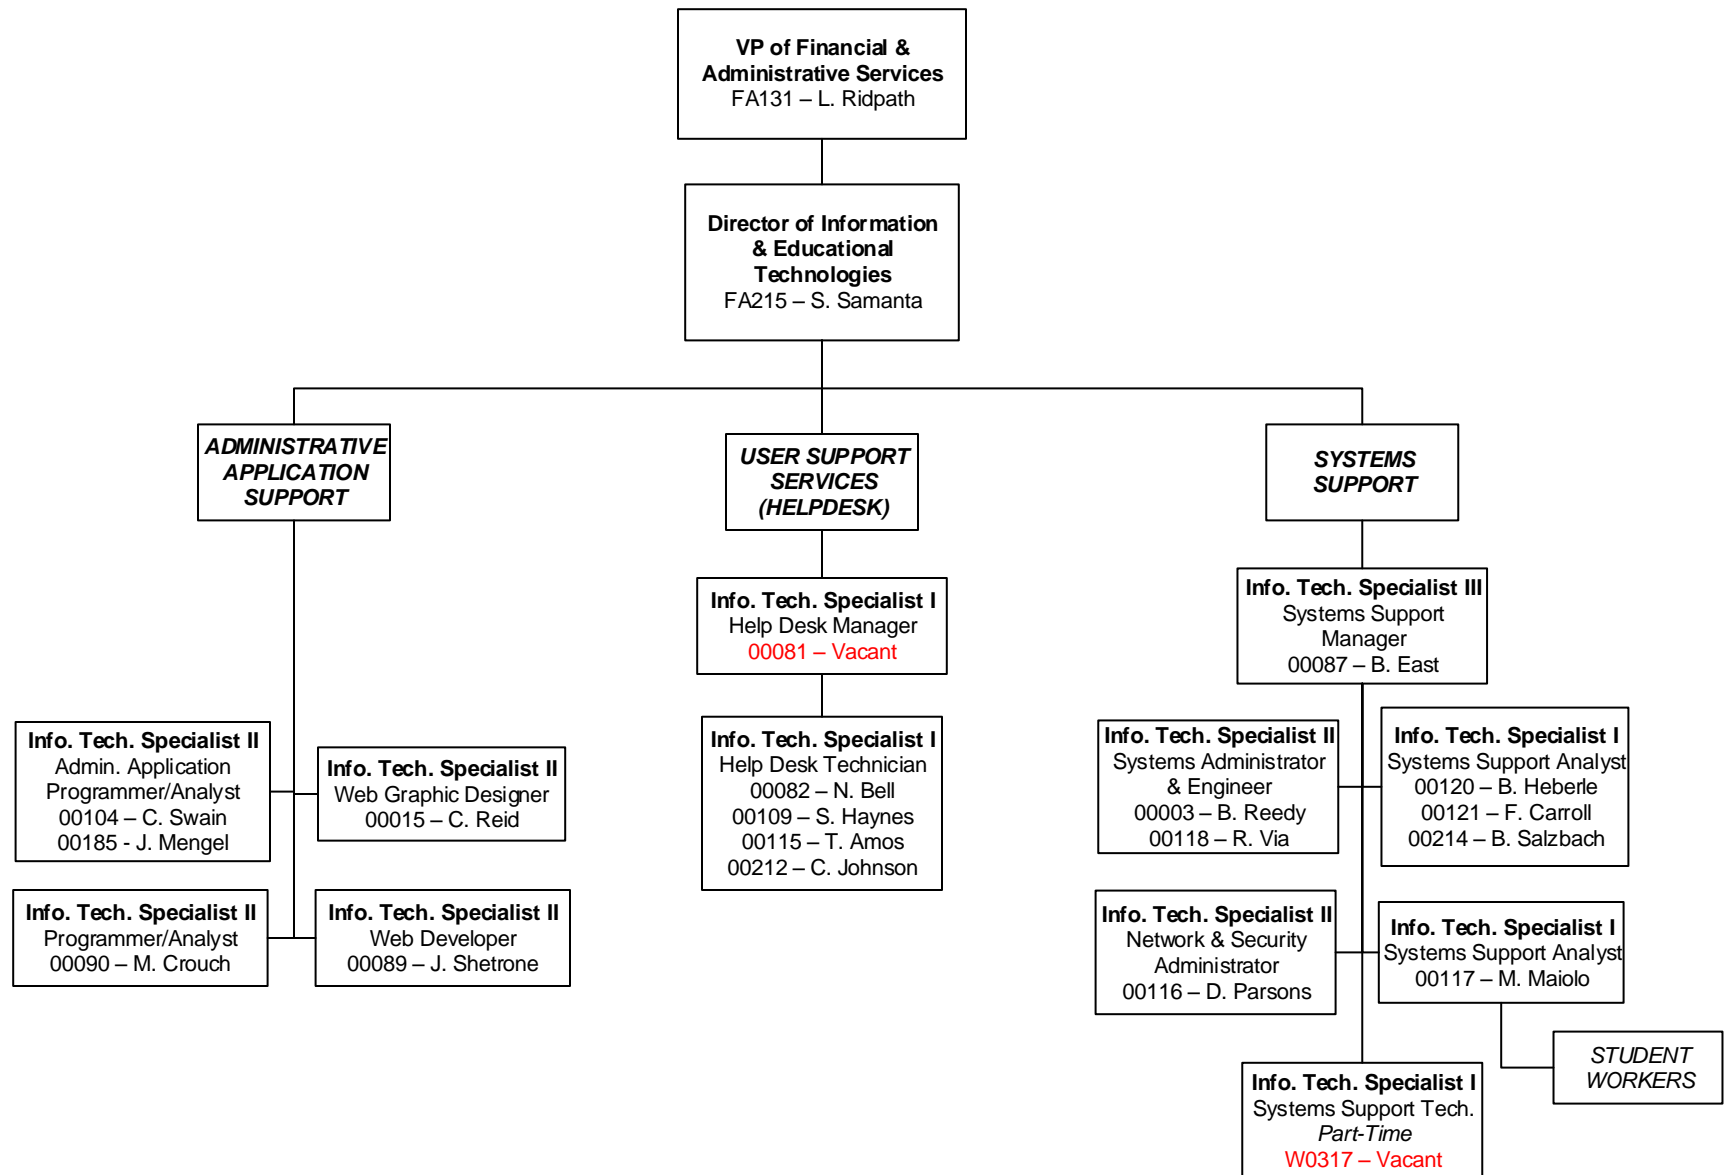 VP of Financial &
Administrative Services
FA131 – L. Ridpath
Director of Information
& Educational
Technologies
FA215 – S. Samanta
ADMINISTRATIVE
APPLICATION
SUPPORT
USER SUPPORT
SERVICES
(HELPDESK)
SYSTEMS
SUPPORT
Info. Tech. Specialist I
Help Desk Manager
00081 – Vacant
Info. Tech. Specialist III
Systems Support
Manager
00087 – B. East
Info. Tech. Specialist II
Admin. Application
Programmer/Analyst
00104 – C. Swain
00185 - J. Mengel
Info. Tech. Specialist II
Web Graphic Designer
00015 – C. Reid
Info. Tech. Specialist I
Help Desk Technician
00082 – N. Bell
00109 – S. Haynes
00115 – T. Amos
00212 – C. Johnson
Info. Tech. Specialist II
Systems Administrator
& Engineer
00003 – B. Reedy
00118 – R. Via
Info. Tech. Specialist I
Systems Support Analyst
00120 – B. Heberle
00121 – F. Carroll
00214 – B. Salzbach
Info. Tech. Specialist II
Programmer/Analyst
00090 – M. Crouch
Info. Tech. Specialist II
Web Developer
00089 – J. Shetrone
Info. Tech. Specialist II
Network & Security
Administrator
00116 – D. Parsons
Info. Tech. Specialist I
Systems Support Analyst
00117 – M. Maiolo
STUDENT
WORKERS
Info. Tech. Specialist I
Systems Support Tech.
Part-Time
W0317 – Vacant